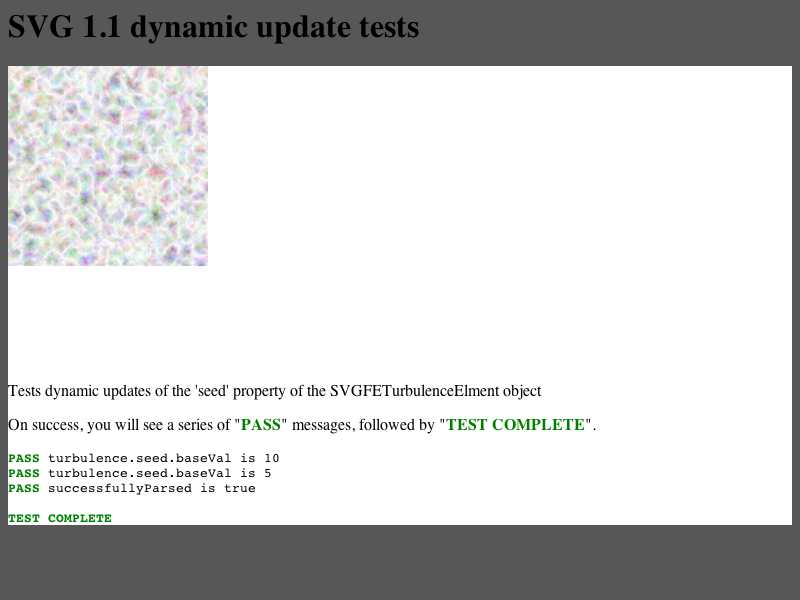 SVG 1.1 dynamic update tests
Tests dynamic updates of the 'seed' property of the SVGFETurbulenceElment object
On success, you will see a series of "PASS" messages, followed by "TEST COMPLETE".
PASS turbulence.seed.baseVal is 10
PASS turbulence.seed.baseVal is 5
PASS successfullyParsed is true
TEST COMPLETE